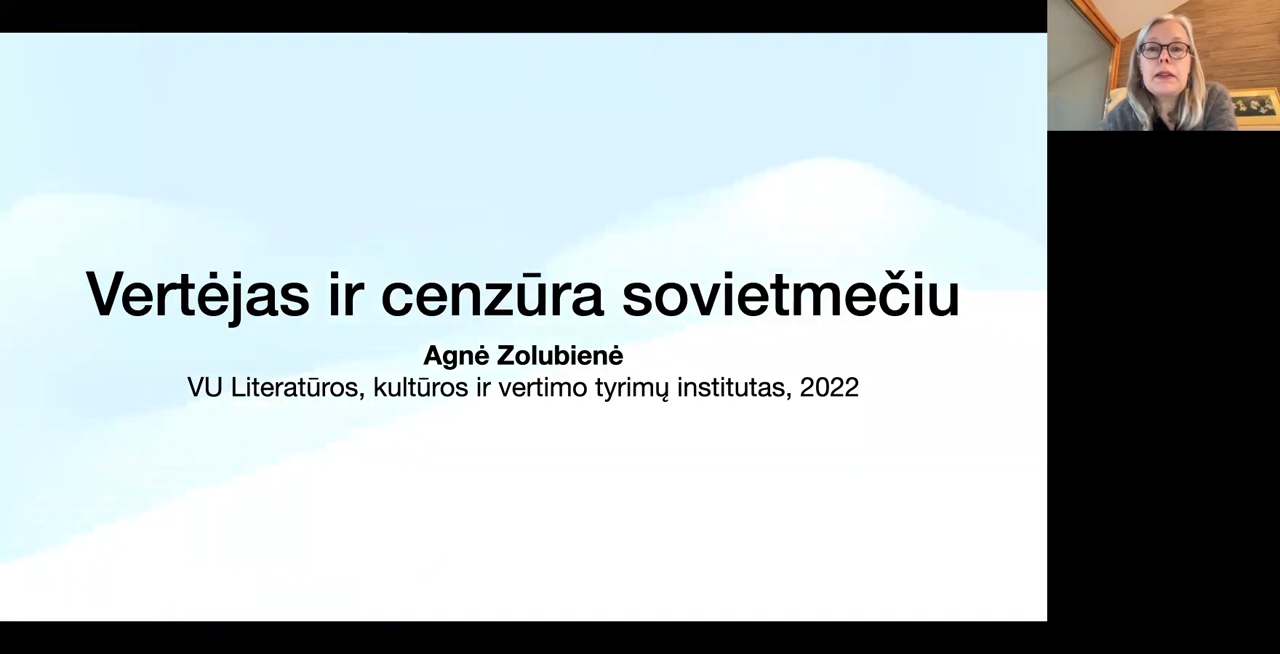 Vertėjas ir cenzūra sovietmečiu
Agnė Zolubienė
VU Literatūros, kultūros ir vertimo tyrimų institutas, 2022